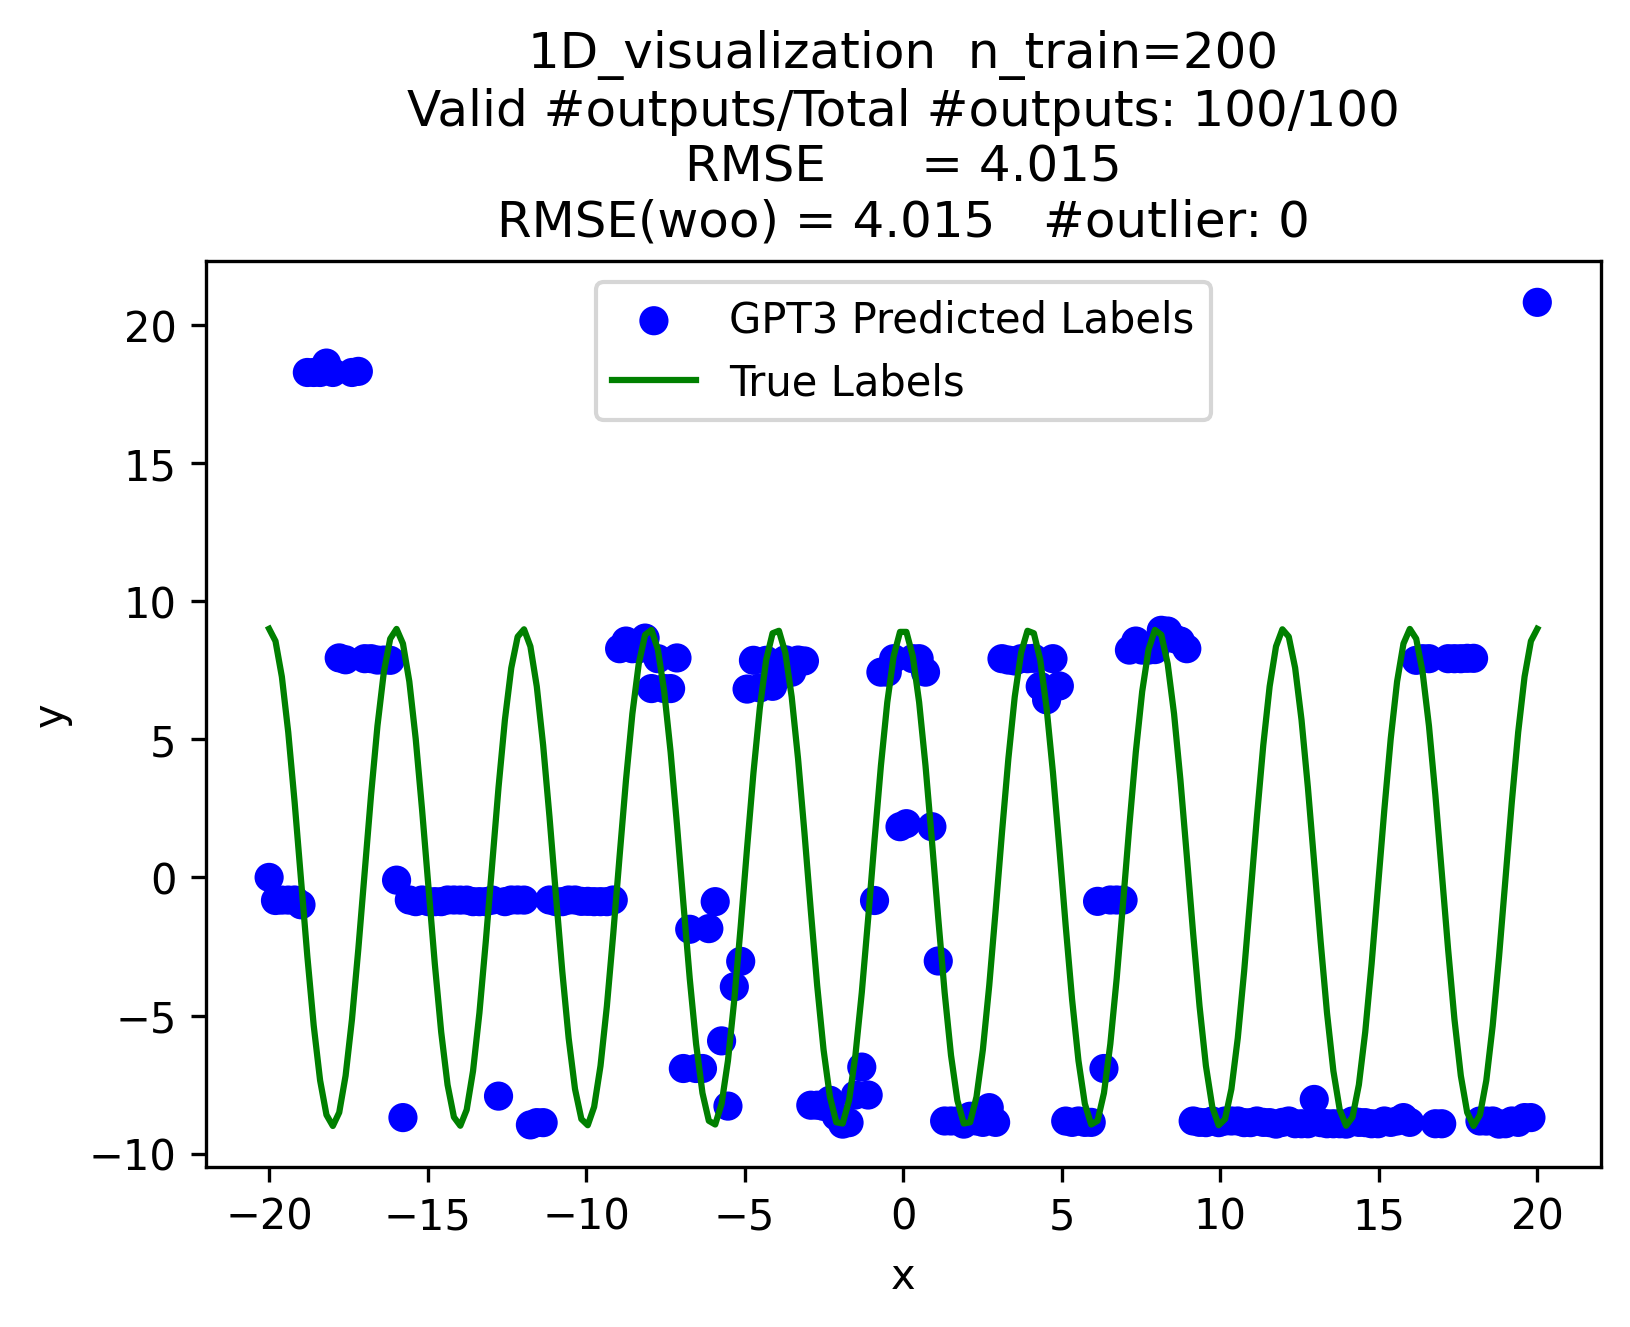 1D_visualization  n_train=200
Valid #outputs/Total #outputs: 100/100
RMSE      = 4.015
RMSE(woo) = 4.015   #outlier: 0
GPT3 Predicted Labels
True Labels
20
15
10
5
0
−5
−10
y
−20 −15 −10 −5 0 5 10 15 20
x